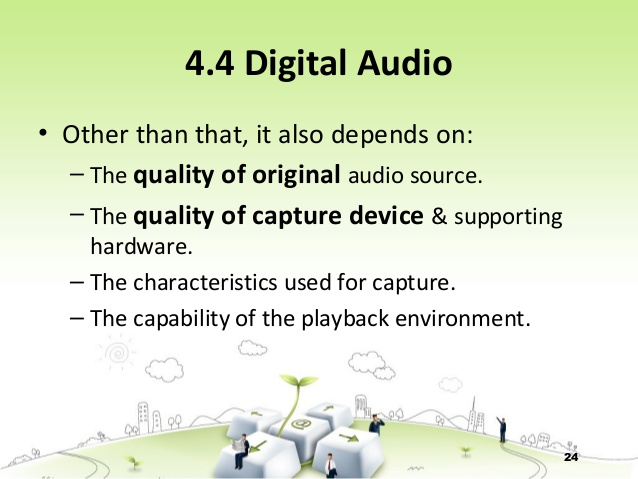 4.4 Digital Audio
• Other than that, it also depends on:
– The quality of original audio source.
– The quality of capture device & supporting
hardware.
– The characteristics used for capture.
– The capability of the playback environment.
@
24